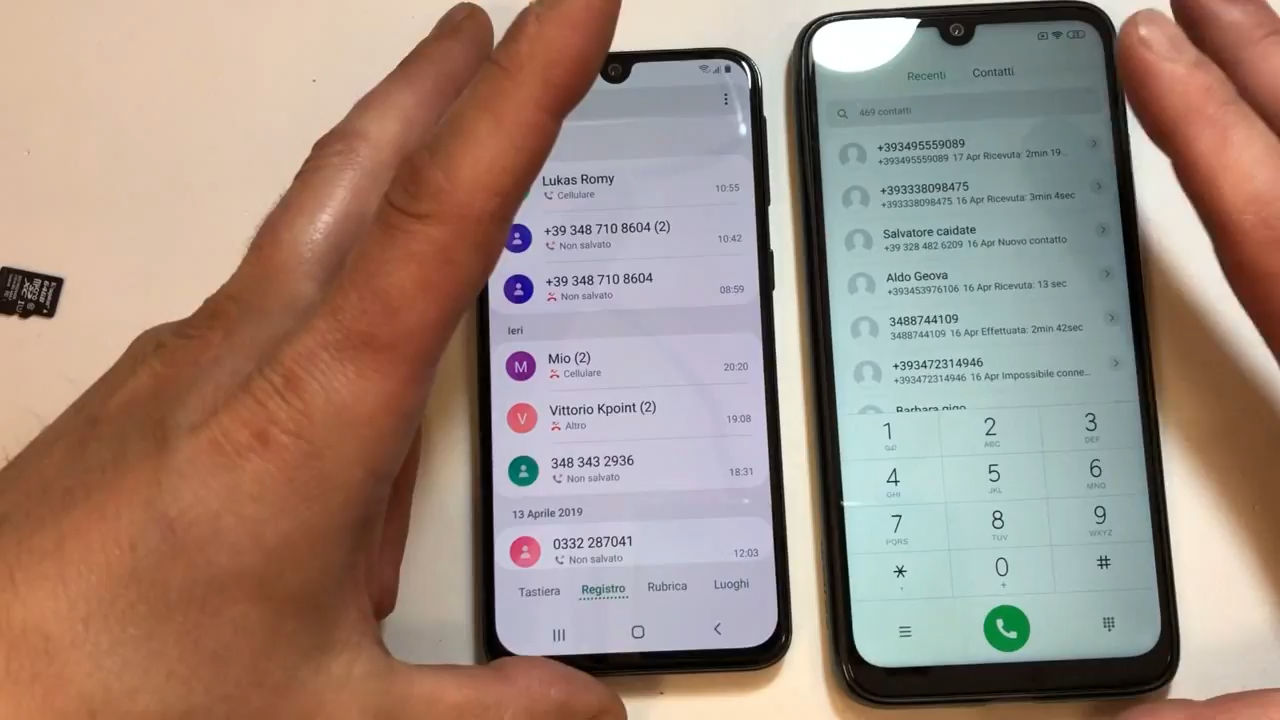 Lukas Romy
Cellulare
10:55
+39 348 710 8604 (2)
Non salvato
10:42
+39 348 710 8604
Non salvato
08:59
Ieri
M
Mio (2)
Cellulare
20:20
V
Vittorio Kpoint (2)
Altro
19:08
348 343 2936
Non salvato
18:31
13 Aprile 2019
0332 287041
Non salvato
12:03
Tastiera Registro Rubrica Luoghi
Recenti Contatti
469 contatti
+393495559089
+393495559089 17 Apr Ricevuta: 2min 19...
+393338098475
+393338098475 16 Apr Ricevuta: 3min 4sec
Salvatore caidate
+39 328 482 6209 16 Apr Nuovo contatto
Aldo Geova
+393453976106 16 Apr Ricevuta: 13 sec
3488744109
3488744109 16 Apr Effettuata: 2min 42sec
+393472314946
+393472314946 16 Apr Impossibile conne...
Barbara gigo
1 2 3
ABC DEF
4 5 6
GHI JKL MNO
7 8 9
PQRS TUV WXYZ
* 0 #
, +
micro
SD
XC